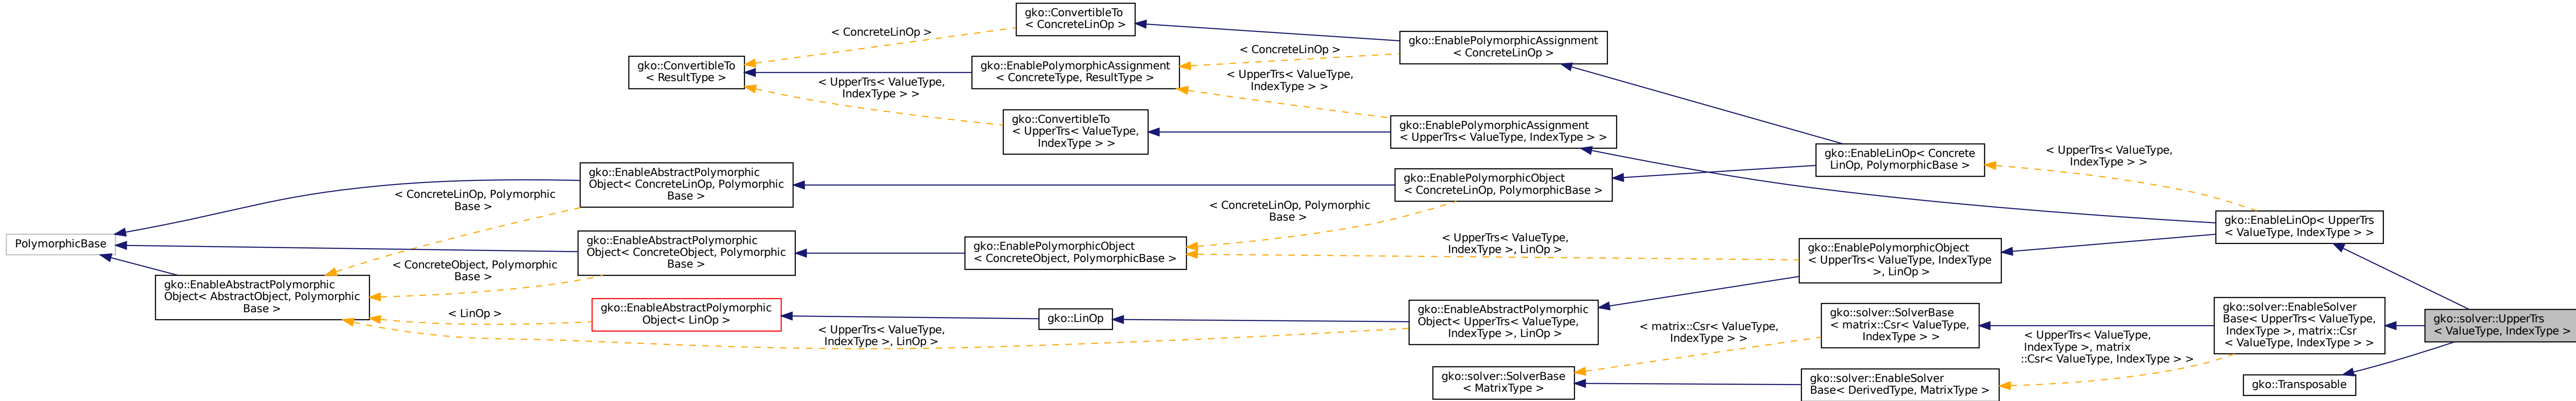 gko::ConvertibleTo
< ConcreteLinOp >
< ConcreteLinOp >
gko::EnablePolymorphicAssignment
< ConcreteLinOp >
< ConcreteLinOp >
gko::ConvertibleTo
< ResultType >
gko::EnablePolymorphicAssignment
< ConcreteType, ResultType >
< UpperTrs< ValueType,
IndexType > >
< UpperTrs< ValueType,
IndexType > >
gko::ConvertibleTo
< UpperTrs< ValueType,
IndexType > >
gko::EnablePolymorphicAssignment
< UpperTrs< ValueType, IndexType > >
gko::EnableLinOp< Concrete
LinOp, PolymorphicBase >
< UpperTrs< ValueType,
IndexType > >
gko::EnableAbstractPolymorphic
Object< ConcreteLinOp, Polymorphic
Base >
gko::EnablePolymorphicObject
< ConcreteLinOp, PolymorphicBase >
< ConcreteLinOp, Polymorphic
Base >
< ConcreteLinOp, Polymorphic
Base >
gko::EnableLinOp< UpperTrs
< ValueType, IndexType > >
PolymorphicBase
gko::EnableAbstractPolymorphic
Object< ConcreteObject, Polymorphic
Base >
gko::EnablePolymorphicObject
< ConcreteObject, PolymorphicBase >
< UpperTrs< ValueType,
IndexType >, LinOp >
gko::EnablePolymorphicObject
< UpperTrs< ValueType, IndexType
>, LinOp >
< ConcreteObject, Polymorphic
Base >
gko::EnableAbstractPolymorphic
Object< AbstractObject, Polymorphic
Base >
< LinOp >
gko::EnableAbstractPolymorphic
Object< LinOp >
gko::LinOp
gko::EnableAbstractPolymorphic
Object< UpperTrs< ValueType,
IndexType >, LinOp >
< UpperTrs< ValueType,
IndexType >, LinOp >
< matrix::Csr< ValueType,
IndexType > >
gko::solver::SolverBase
< matrix::Csr< ValueType,
IndexType > >
gko::solver::EnableSolver
Base< UpperTrs< ValueType,
IndexType >, matrix::Csr
< ValueType, IndexType > >
gko::solver::UpperTrs
< ValueType, IndexType >
< UpperTrs< ValueType,
IndexType >, matrix
::Csr< ValueType, IndexType > >
gko::solver::SolverBase
< MatrixType >
gko::solver::EnableSolver
Base< DerivedType, MatrixType >
gko::Transposable